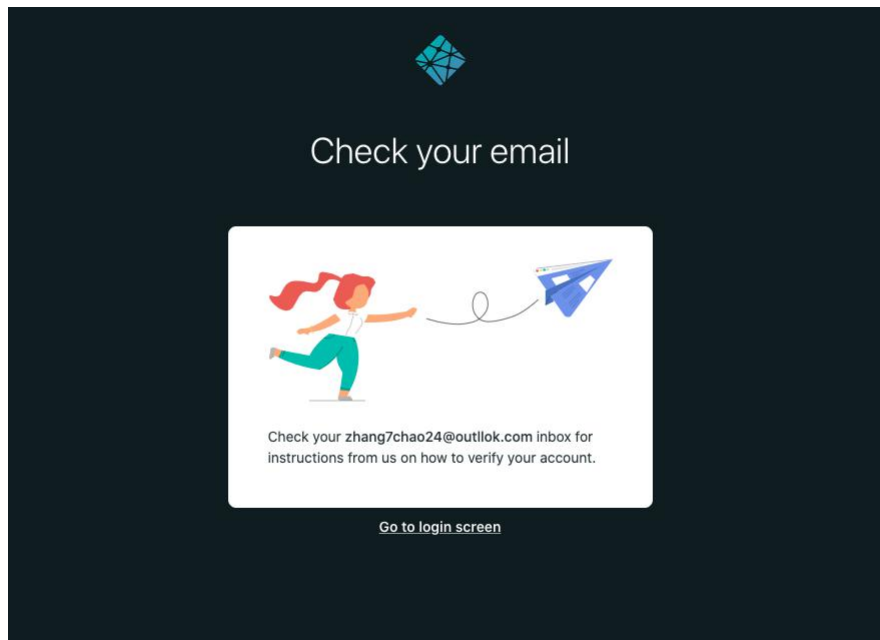 Check your email
Check your zhang7chao24@outllok.com inbox for
instructions from us on how to verify your account.
Go to login screen